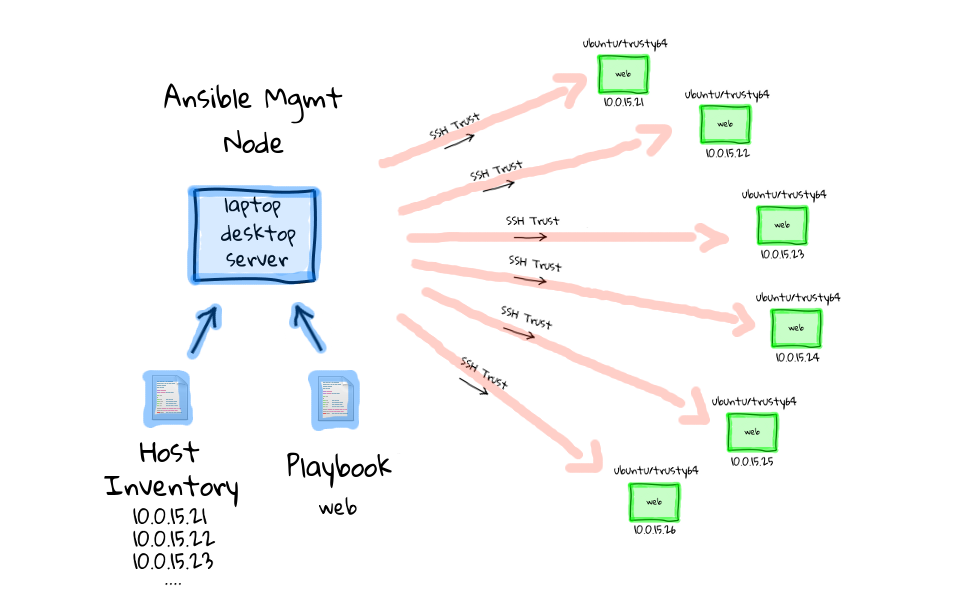 Ansible Mgmt
Node
laptop
desktop
server
Host
Inventory
10.0.15.21
10.0.15.22
10.0.15.23
....
Playbook
web
SSH Trust
SSH Trust
SSH Trust
SSH Trust
SSH Trust
SSH Trust
ubuntu/trusty64
web
10.0.15.21
ubuntu/trusty64
web
10.0.15.22
ubuntu/trusty64
web
10.0.15.23
ubuntu/trusty64
web
10.0.15.24
ubuntu/trusty64
web
10.0.15.25
ubuntu/trusty64
web
10.0.15.26